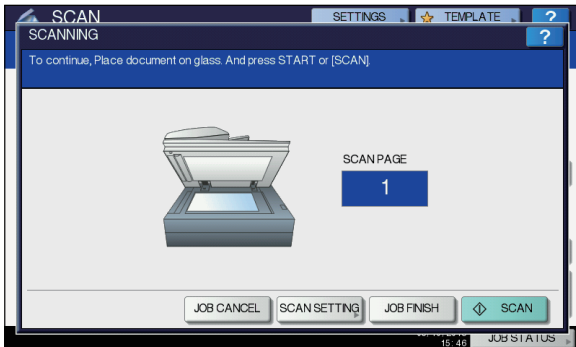 SCAN
SETTINGS
TEMPLATE
?
SCANNING
?
To continue, Place document on glass. And press START or [SCAN].
SCAN PAGE
1
JOB CANCEL
SCAN SETTING
JOB FINISH
SCAN
15:46
JOB STATUS